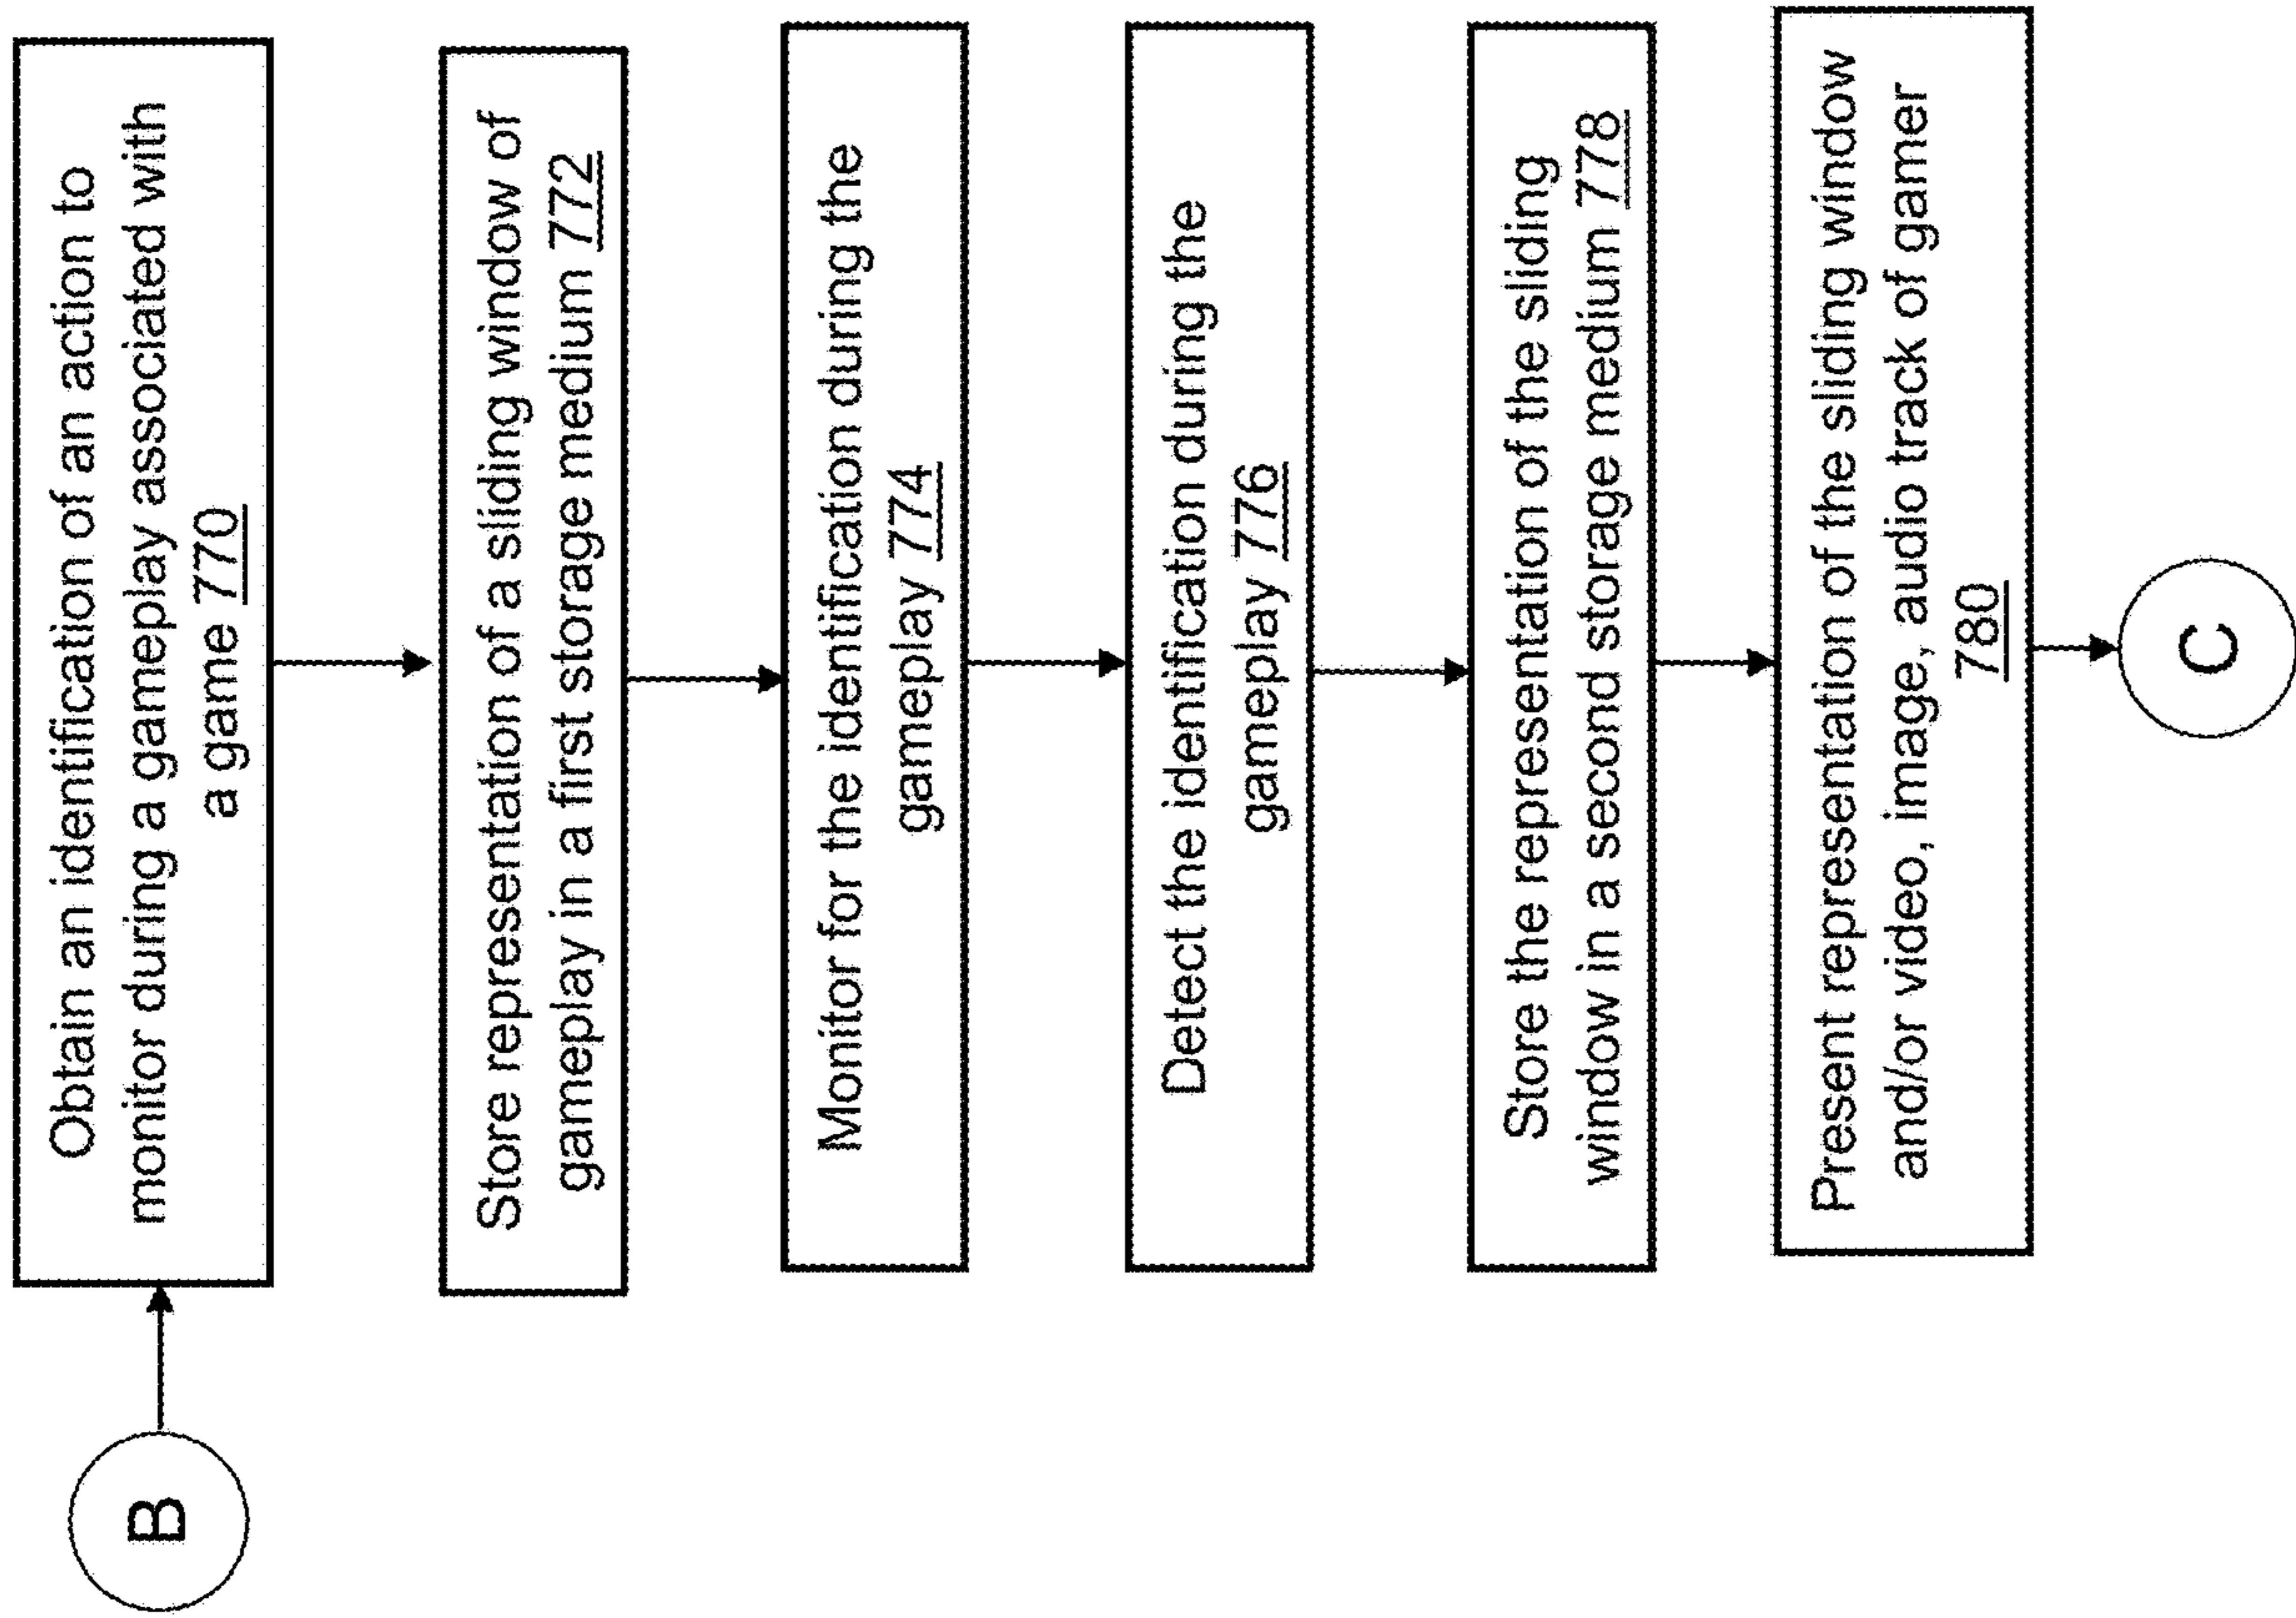 B
Obtain an identification of an action to
monitor during a gameplay associated with
a game 770
Store representation of a sliding window of
gameplay in a first storage medium 772
Monitor for the identification during the
gameplay 774
Detect the identification during the
gameplay 776
Store the representation of the sliding
window in a second storage medium 778
Present representation of the sliding window
and/or video, image, audio track of gamer
780
C